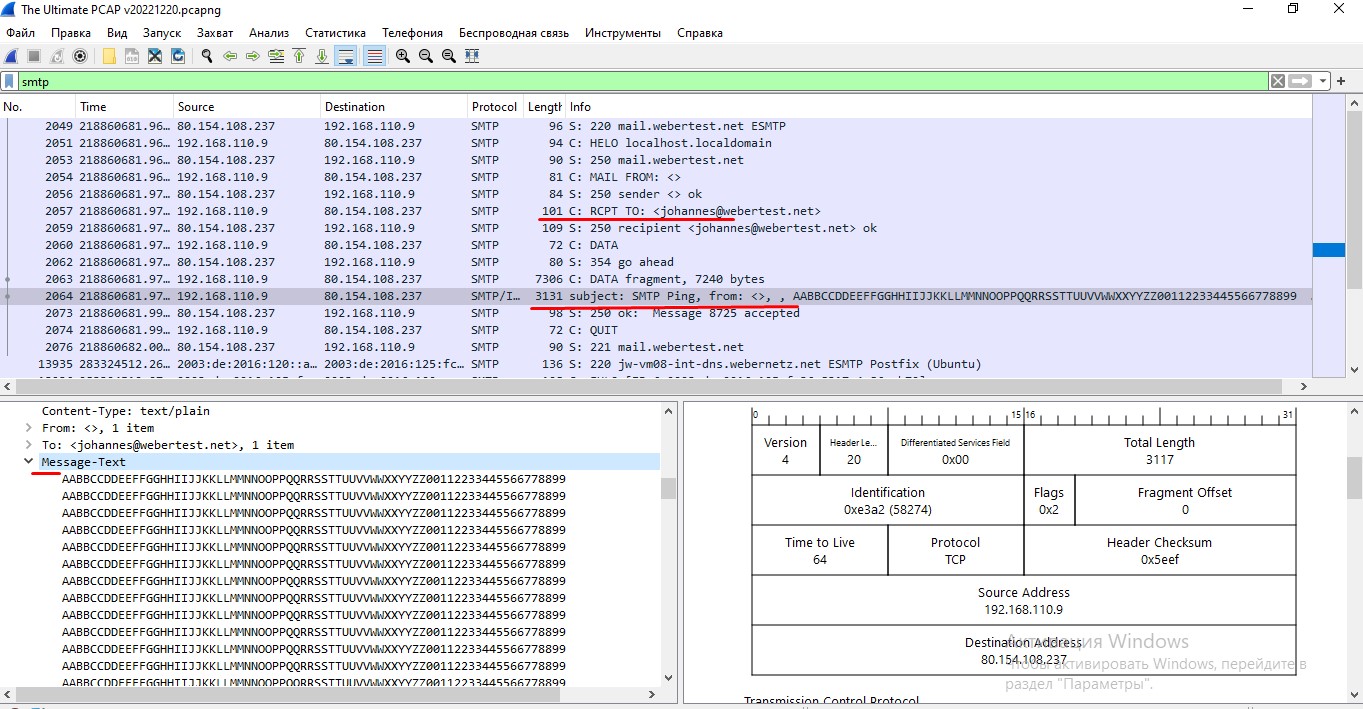 The Ultimate PCAP v20221220.pcapng
Файл Правка Вид Запуск Захват Анализ Статистика Телефония Беспроводная связь Инструменты Справка
smtp
No. Time Source Destination Protocol Length Info
2049 218860681.96… 80.154.108.237 192.168.110.9 SMTP 96 S: 220 mail.webertest.net ESMTP
2051 218860681.96… 192.168.110.9 80.154.108.237 SMTP 94 C: HELO localhost.localdomain
2053 218860681.96… 80.154.108.237 192.168.110.9 SMTP 90 S: 250 mail.webertest.net
2054 218860681.96… 192.168.110.9 80.154.108.237 SMTP 81 C: MAIL FROM: <>
2056 218860681.97… 80.154.108.237 192.168.110.9 SMTP 84 S: 250 sender <> ok
2057 218860681.97… 192.168.110.9 80.154.108.237 SMTP 101 C: RCPT TO: <johannes@webertest.net>
2059 218860681.97… 80.154.108.237 192.168.110.9 SMTP 109 S: 250 recipient <johannes@webertest.net> ok
2060 218860681.97… 192.168.110.9 80.154.108.237 SMTP 72 C: DATA
2062 218860681.97… 80.154.108.237 192.168.110.9 SMTP 80 S: 354 go ahead
2063 218860681.97… 192.168.110.9 80.154.108.237 SMTP 7306 C: DATA fragment, 7240 bytes
2064 218860681.97… 192.168.110.9 80.154.108.237 SMTP/I… 3131 subject: SMTP Ping, from: <>, , AABBCCDDEEFFGGHHIIJJKKLLMMNNOOPPQQRRSSTTUUVVWWXXYYZZ00112233445566778899
2073 218860681.99… 80.154.108.237 192.168.110.9 SMTP 98 S: 250 ok: Message 8725 accepted
2074 218860681.99… 192.168.110.9 80.154.108.237 SMTP 72 C: QUIT
2076 218860682.00… 80.154.108.237 192.168.110.9 SMTP 90 S: 221 mail.webertest.net
13935 283324512.26… 2003:de:2016:120::a… 2003:de:2016:125:fc… SMTP 136 S: 220 jw-vm08-int-dns.webernetz.net ESMTP Postfix (Ubuntu)
Content-Type: text/plain
From: <>, 1 item
To: <johannes@webertest.net>, 1 item
Message-Text
AABBCCDDEEFFGGHHIIJJKKLLMMNNOOPPQQRRSSTTUUVVWWXXYYZZ00112233445566778899
AABBCCDDEEFFGGHHIIJJKKLLMMNNOOPPQQRRSSTTUUVVWWXXYYZZ00112233445566778899
AABBCCDDEEFFGGHHIIJJKKLLMMNNOOPPQQRRSSTTUUVVWWXXYYZZ00112233445566778899
AABBCCDDEEFFGGHHIIJJKKLLMMNNOOPPQQRRSSTTUUVVWWXXYYZZ00112233445566778899
AABBCCDDEEFFGGHHIIJJKKLLMMNNOOPPQQRRSSTTUUVVWWXXYYZZ00112233445566778899
AABBCCDDEEFFGGHHIIJJKKLLMMNNOOPPQQRRSSTTUUVVWWXXYYZZ00112233445566778899
AABBCCDDEEFFGGHHIIJJKKLLMMNNOOPPQQRRSSTTUUVVWWXXYYZZ00112233445566778899
AABBCCDDEEFFGGHHIIJJKKLLMMNNOOPPQQRRSSTTUUVVWWXXYYZZ00112233445566778899
AABBCCDDEEFFGGHHIIJJKKLLMMNNOOPPQQRRSSTTUUVVWWXXYYZZ00112233445566778899
AABBCCDDEEFFGGHHIIJJKKLLMMNNOOPPQQRRSSTTUUVVWWXXYYZZ00112233445566778899
AABBCCDDEEFFGGHHIIJJKKLLMMNNOOPPQQRRSSTTUUVVWWXXYYZZ00112233445566778899
AABBCCDDEEFFGGHHIIJJKKLLMMNNOOPPQQRRSSTTUUVVWWXXYYZZ00112233445566778899
AABBCCDDEEFFGGHHIIJJKKLLMMNNOOPPQQRRSSTTUUVVWWXXYYZZ00112233445566778899
0 15 16 31
Version Header Le... Differentiated Services Field Total Length
4 20 0x00 3117
Identification Flags Fragment Offset
0xe3a2 (58274) 0x2 0
Time to Live Protocol Header Checksum
64 TCP 0x5eef
Source Address
192.168.110.9
Destination Address
80.154.108.237
Активация Windows
Чтобы активировать Windows, перейдите в
раздел "Параметры".
Transmission Control Protocol